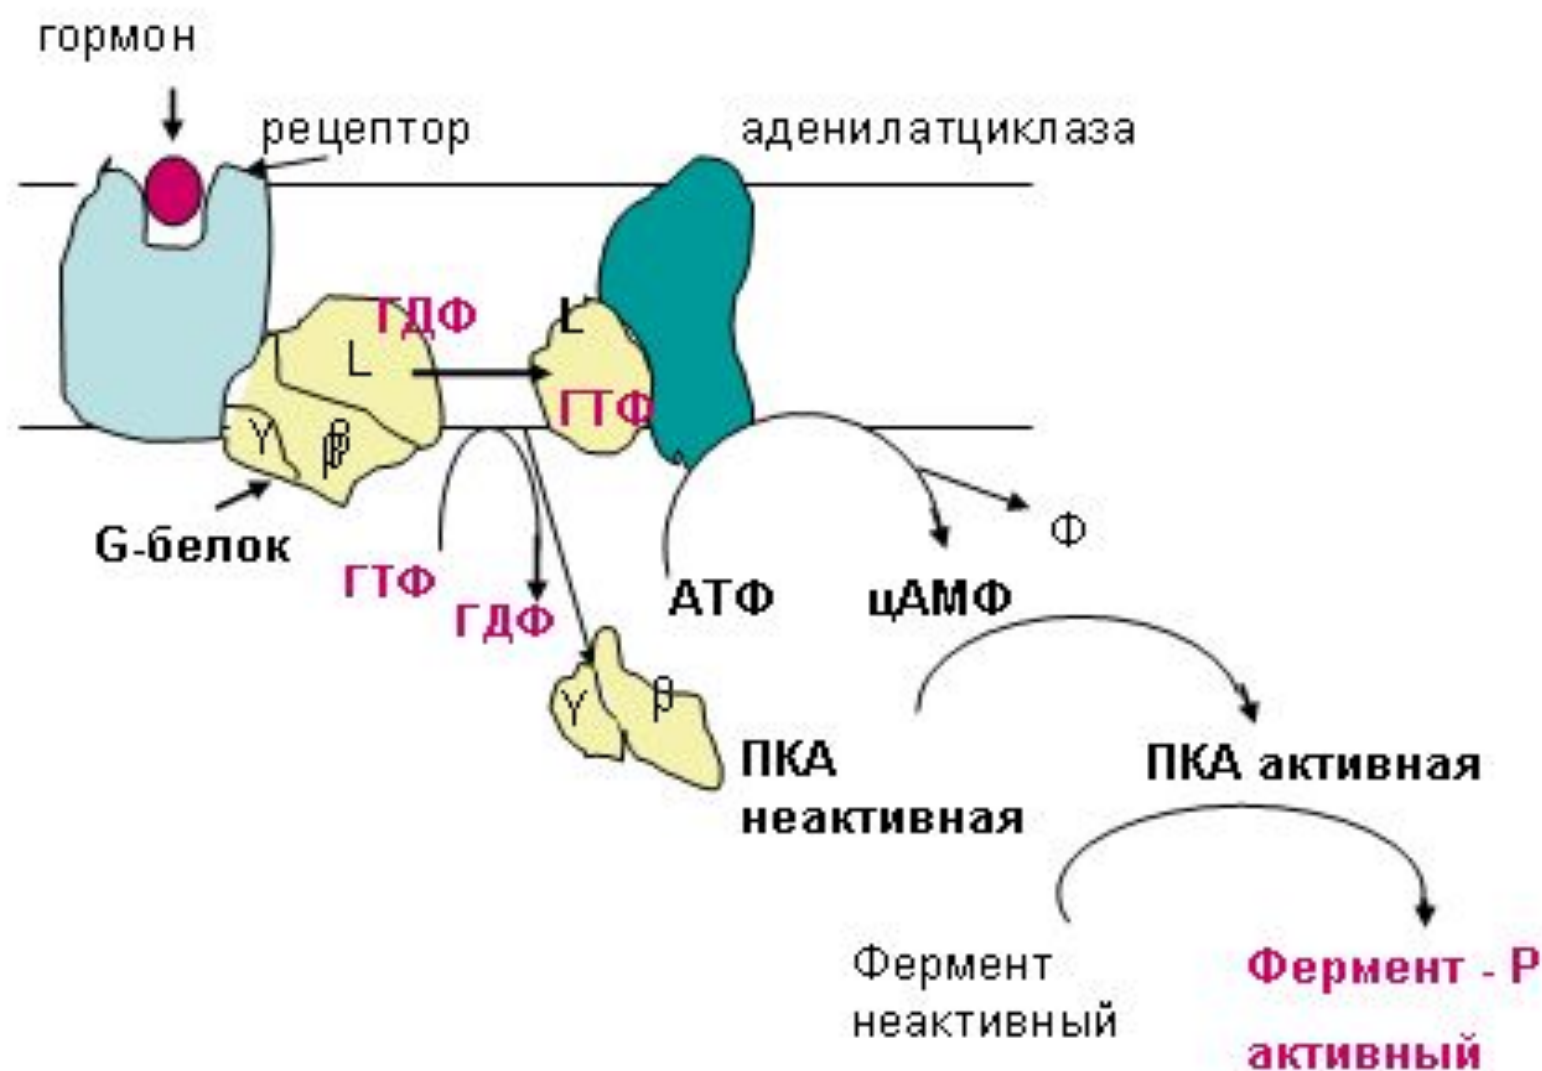 гормон
рецептор
аденилатциклаза
ГДФ
L
L
ГТФ
γ
β
G-белок
ГТФ
ГДФ
АТФ
цАМФ
Ф
γ
β
ПКА
неактивная
ПКА активная
Фермент
неактивный
Фермент - Р
активный